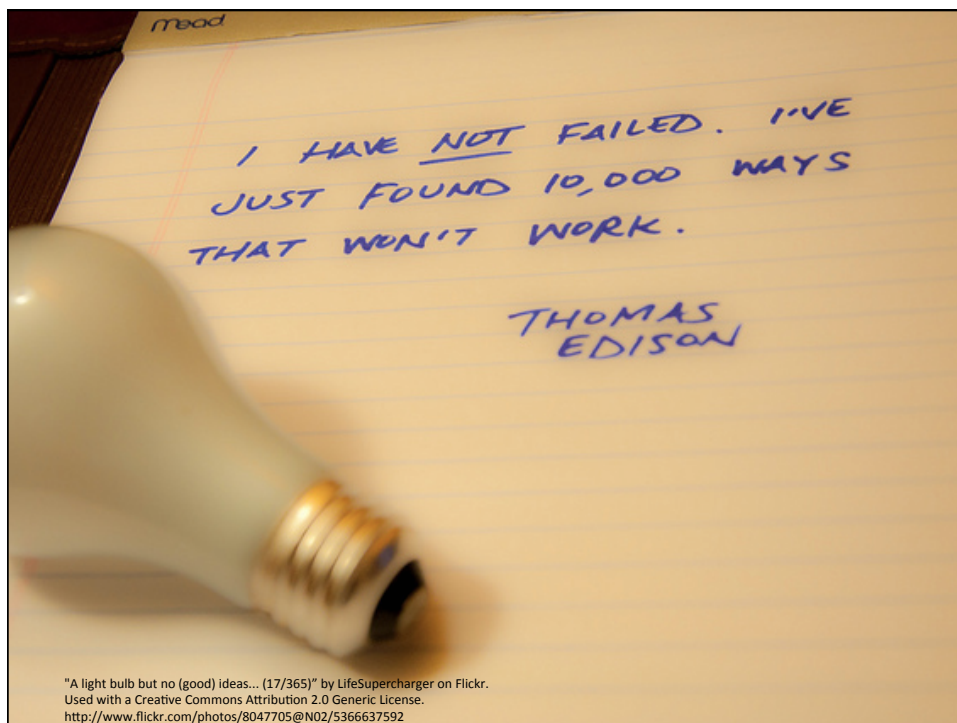 mead
I HAVE NOT FAILED. I'VE
JUST FOUND 10,000 WAYS
THAT WON'T WORK.
THOMAS
EDISON
"A light bulb but no (good) ideas... (17/365)” by LifeSupercharger on Flickr.
Used with a Creative Commons Attribution 2.0 Generic License.
http://www.flickr.com/photos/8047705@N02/5366637592